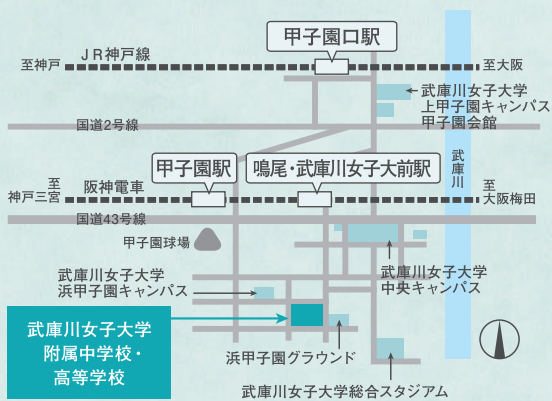 甲子園口駅
JR神戸線
至神戸
至大阪
武庫川女子大学
上甲子園キャンパス
甲子園会館
国道2号線
武庫川
甲子園駅
鳴尾・武庫川女子大前駅
至
神戸三宮
阪神電車
至
大阪梅田
国道43号線
甲子園球場
武庫川女子大学
浜甲子園キャンパス
武庫川女子大学
中央キャンパス
武庫川女子大学
附属中学校・
高等学校
浜甲子園グラウンド
武庫川女子大学総合スタジアム